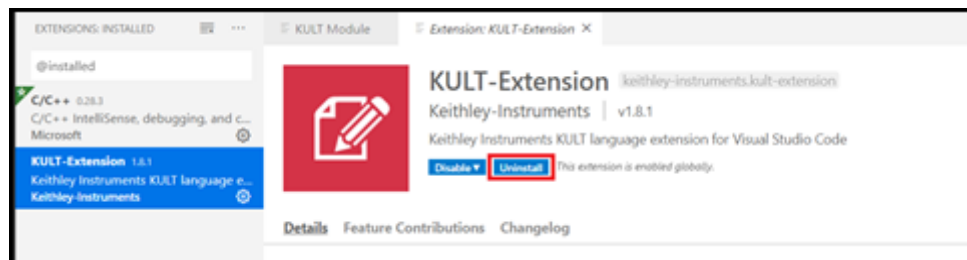 EXTENSIONS: INSTALLED
@installed
C/C++ 0.28.3
C/C++ IntelliSense, debugging, and c...
Microsoft
KULT-Extension 1.8.1
Keithley Instruments KULT language e...
Keithley-Instruments
KULT Module
Extension: KULT-Extension
KULT-Extension keithley-instruments.kult-extension
Keithley-Instruments | v1.8.1
Keithley Instruments KULT language extension for Visual Studio Code
Disable Uninstall This extension is enabled globally.
Details Feature Contributions Changelog